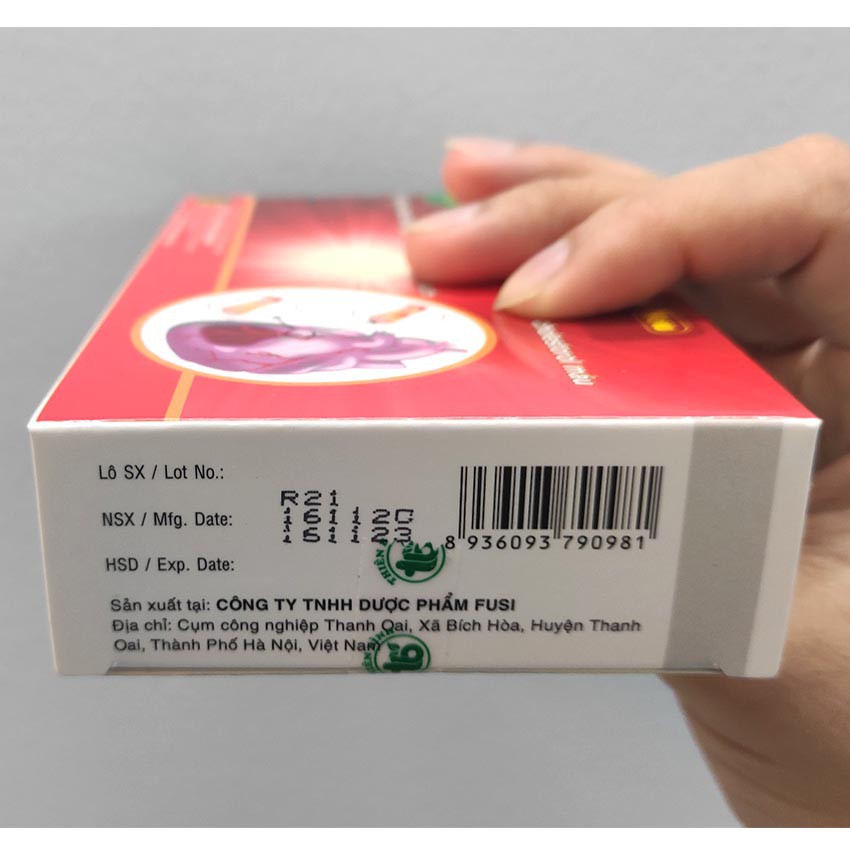 cholesterol máu
Lô SX / Lot No.:
R21
NSX / Mfg. Date:
161120
HSD / Exp. Date:
151123
8 936093 790981
Sản xuất tại: CÔNG TY TNHH DƯỢC PHẨM FUSI
Địa chỉ: Cụm công nghiệp Thanh Oai, Xã Bích Hòa, Huyện Thanh
Oai, Thành Phố Hà Nội, Việt Nam